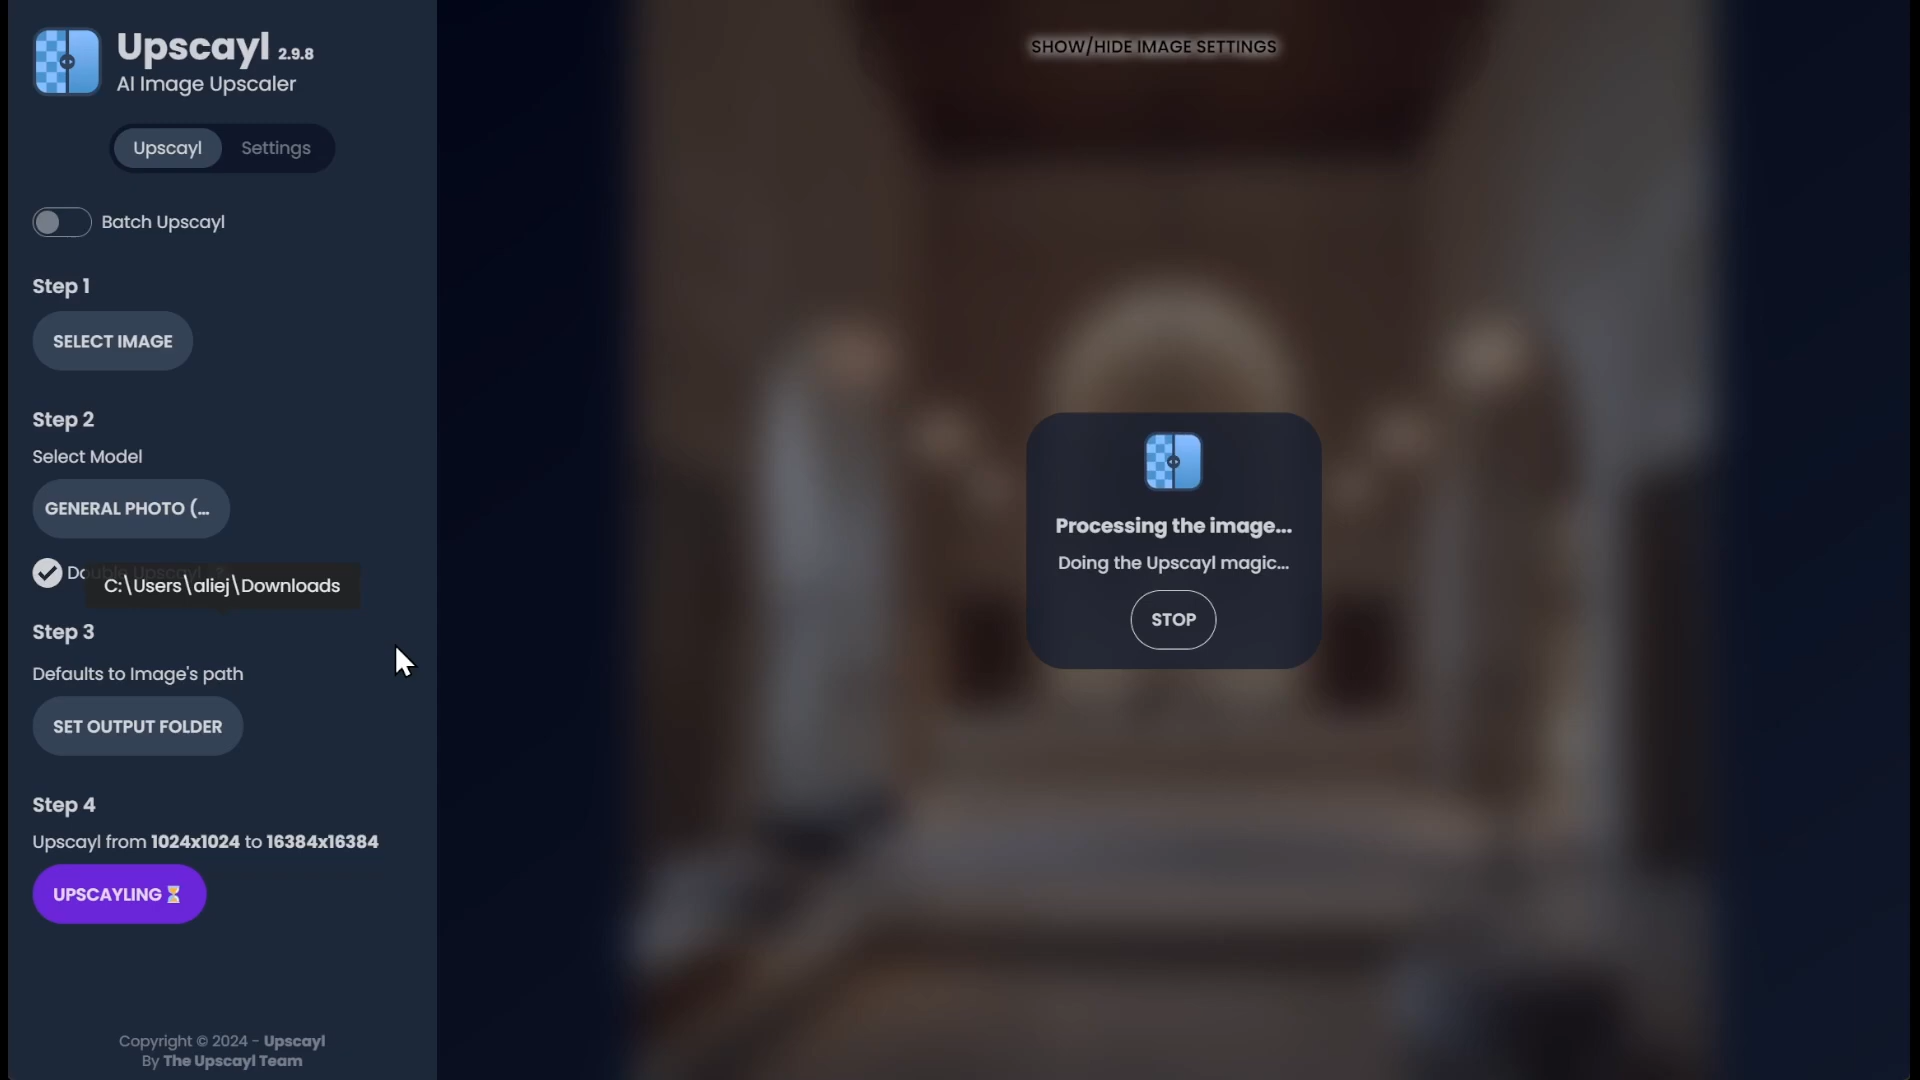 Upscayl 2.9.8
AI Image Upscaler
Upscayl Settings
Batch Upscayl
Step 1
SELECT IMAGE
Step 2
Select Model
GENERAL PHOTO (...
Double Upscayl ?
C:\Users\aliej\Downloads
Step 3
Defaults to Image's path
SET OUTPUT FOLDER
Step 4
Upscayl from 1024x1024 to 16384x16384
UPSCAYLING⏳
Copyright © 2024 - Upscayl
By The Upscayl Team
SHOW/HIDE IMAGE SETTINGS
Processing the image...
Doing the Upscayl magic...
STOP